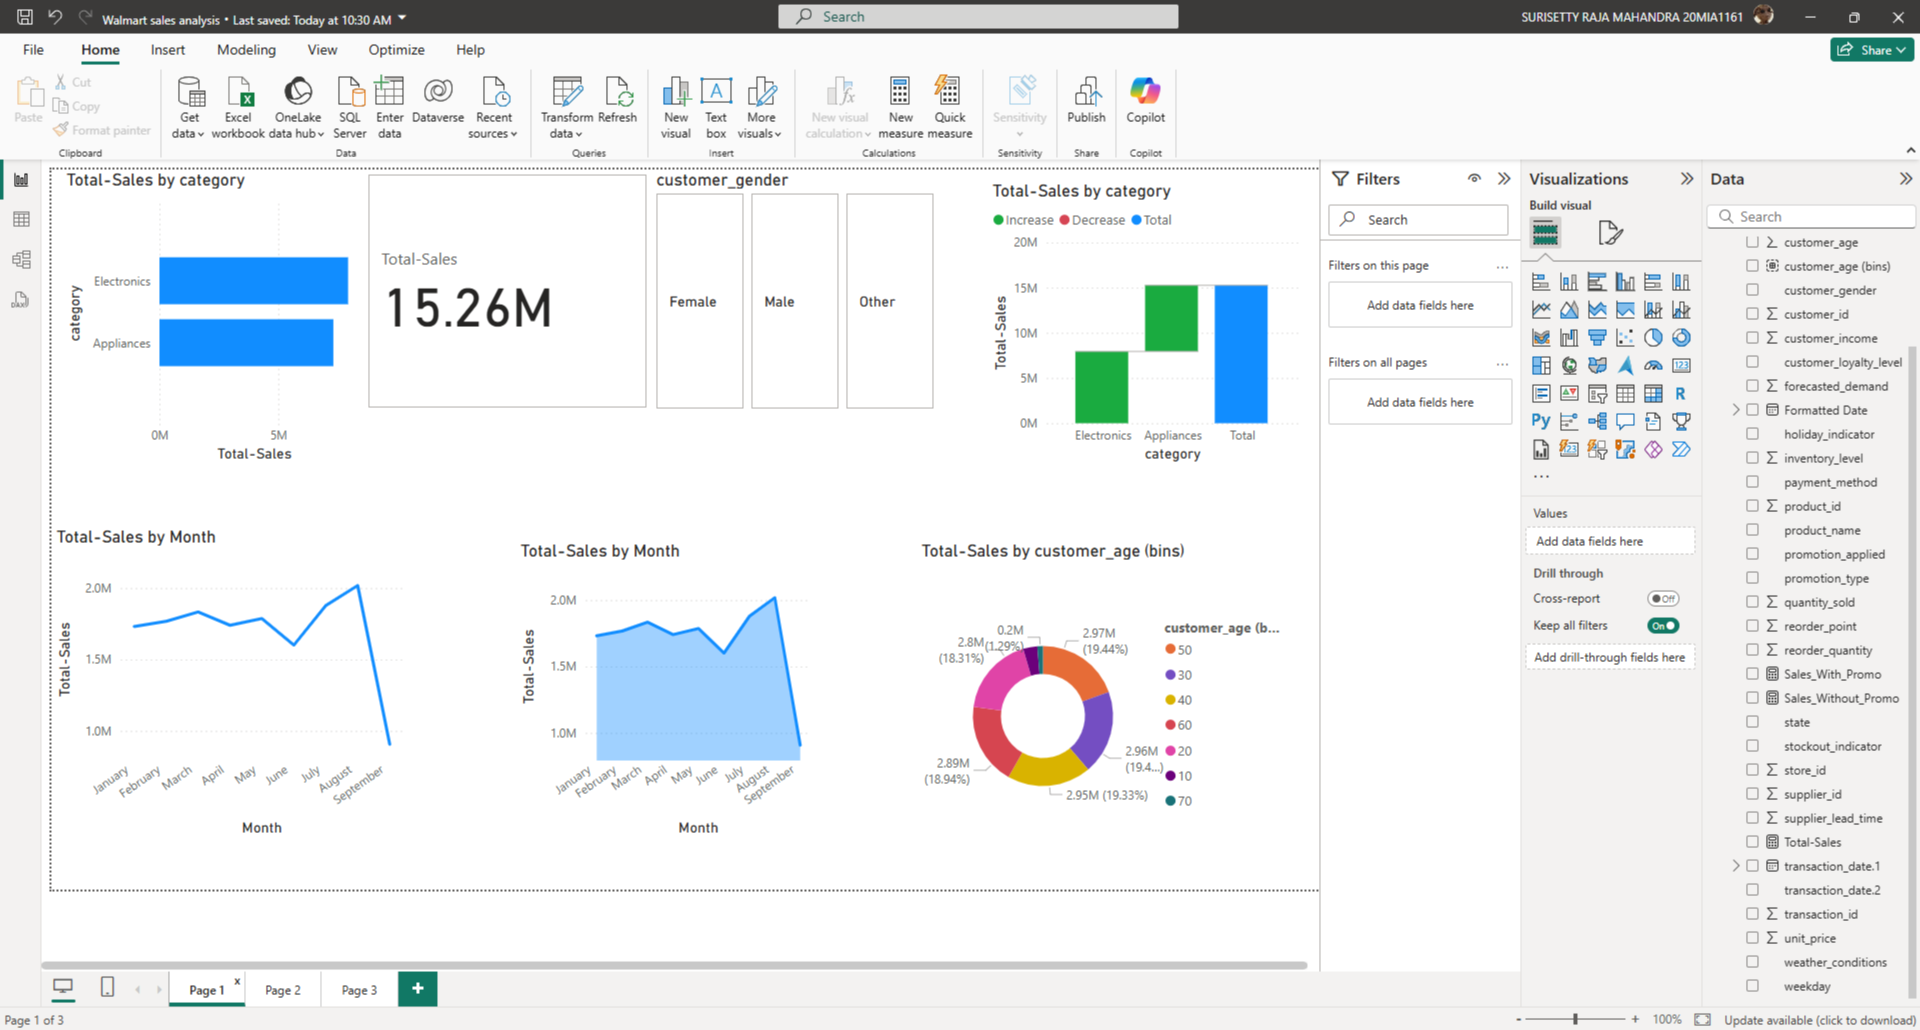 Walmart sales analysis • Last saved: Today at 10:30 AM
Search
SURISETTY RAJA MAHANDRA 20MIA1161
File
Home
Insert
Modeling
View
Optimize
Help
Share
Paste
Cut
Copy
Format painter
Clipboard
Get data
Excel workbook
OneLake data hub
SQL Server
Enter data
Dataverse
Recent sources
Data
Transform data
Refresh
Queries
New visual
Text box
More visuals
Insert
New visual calculation
New measure
Quick measure
Calculations
Sensitivity
Sensitivity
Publish
Share
Copilot
Copilot
Total-Sales by category
category
Electronics
Appliances
0M
5M
Total-Sales
Total-Sales
15.26M
customer_gender
Female
Male
Other
Total-Sales by category
Increase
Decrease
Total
Total-Sales
20M
15M
10M
5M
0M
Electronics
Appliances
Total
category
Total-Sales by Month
Total-Sales
2.0M
1.5M
1.0M
January
February
March
April
May
June
July
August
September
Month
Total-Sales by Month
Total-Sales
2.0M
1.5M
1.0M
January
February
March
April
May
June
July
August
September
Month
Total-Sales by customer_age (bins)
0.2M
(1.29%)
2.97M
(19.44%)
2.8M
(18.31%)
2.96M
(19.4...)
2.89M
(18.94%)
2.95M (19.33%)
customer_age (b...
50
30
40
60
20
10
70
Filters
Search
Filters on this page
...
Add data fields here
Filters on all pages
...
Add data fields here
Visualizations
Build visual
123
R
Py
123
...
Values
Add data fields here
Drill through
Cross-report
Off
Keep all filters
On
Add drill-through fields here
Data
Search
customer_age
customer_age (bins)
customer_gender
customer_id
customer_income
customer_loyalty_level
forecasted_demand
Formatted Date
holiday_indicator
inventory_level
payment_method
product_id
product_name
promotion_applied
promotion_type
quantity_sold
reorder_point
reorder_quantity
Sales_With_Promo
Sales_Without_Promo
state
stockout_indicator
store_id
supplier_id
supplier_lead_time
Total-Sales
transaction_date.1
transaction_date.2
transaction_id
unit_price
weather_conditions
weekday
Page 1
x
Page 2
Page 3
+
Page 1 of 3
- + 100%
Update available (click to download)